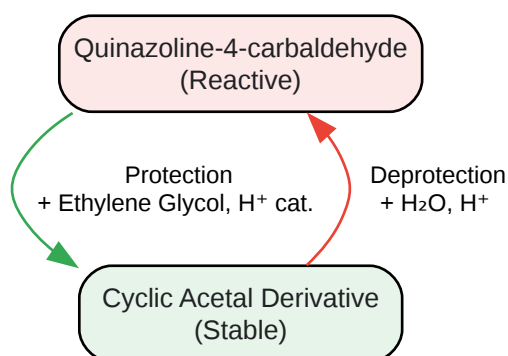 Quinazoline-4-carbaldehyde
(Reactive)
Protection
+ Ethylene Glycol, H⁺ cat.
Deprotection
+ H₂O, H⁺
Cyclic Acetal Derivative
(Stable)